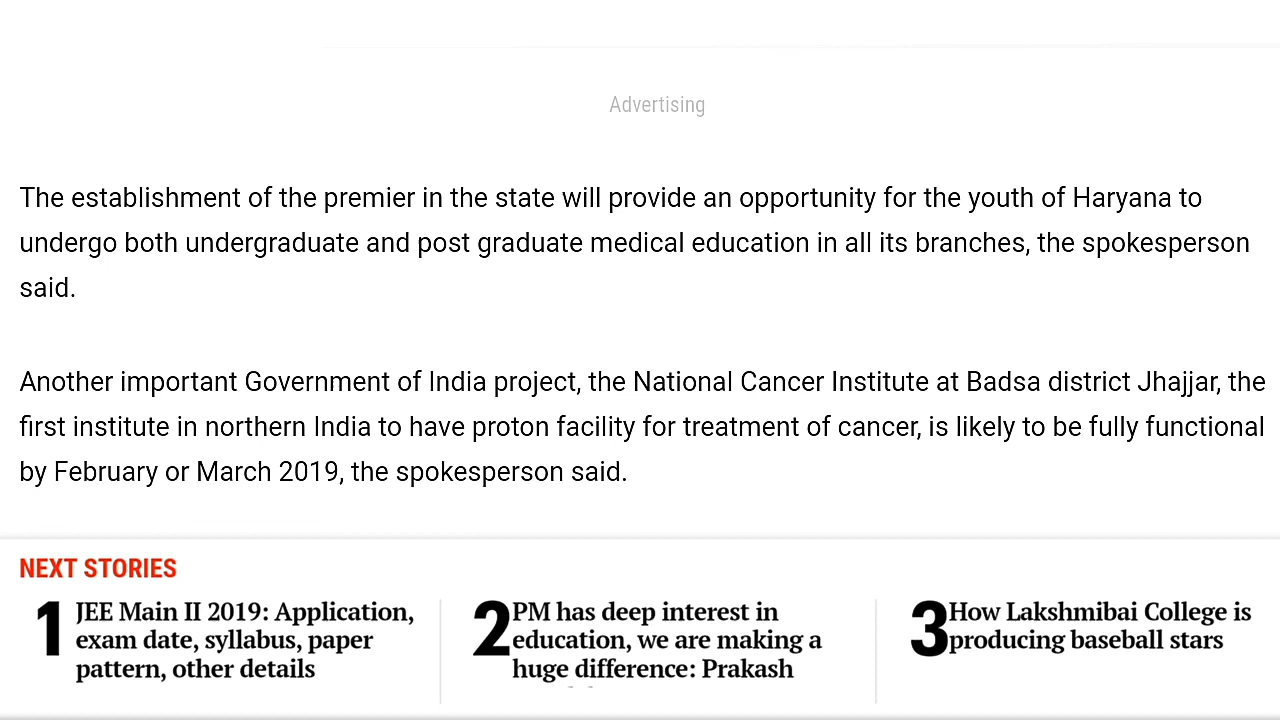 Advertising
The establishment of the premier in the state will provide an opportunity for the youth of Haryana to
undergo both undergraduate and post graduate medical education in all its branches, the spokesperson
said.
Another important Government of India project, the National Cancer Institute at Badsa district Jhajjar, the
first institute in northern India to have proton facility for treatment of cancer, is likely to be fully functional
by February or March 2019, the spokesperson said.
NEXT STORIES
1
JEE Main II 2019: Application,
exam date, syllabus, paper
pattern, other details
2
PM has deep interest in
education, we are making a
huge difference: Prakash
3
How Lakshmibai College is
producing baseball stars